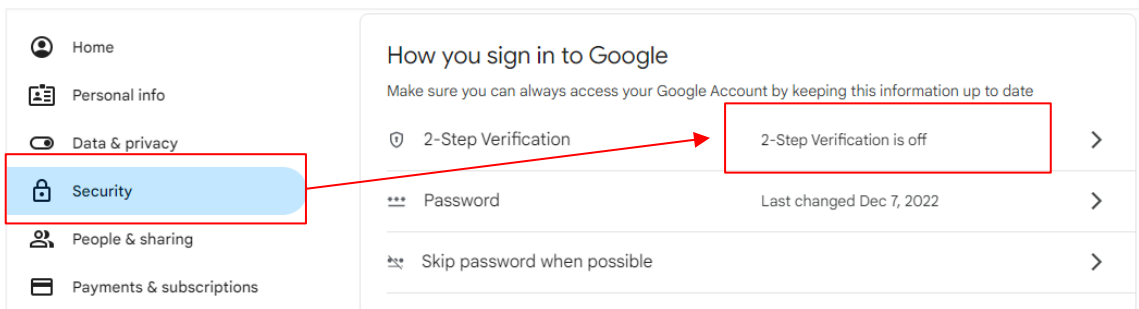 Home
Personal info
Data & privacy
Security
People & sharing
Payments & subscriptions
How you sign in to Google
Make sure you can always access your Google Account by keeping this information up to date
2-Step Verification
2-Step Verification is off
Password
Last changed Dec 7, 2022
Skip password when possible